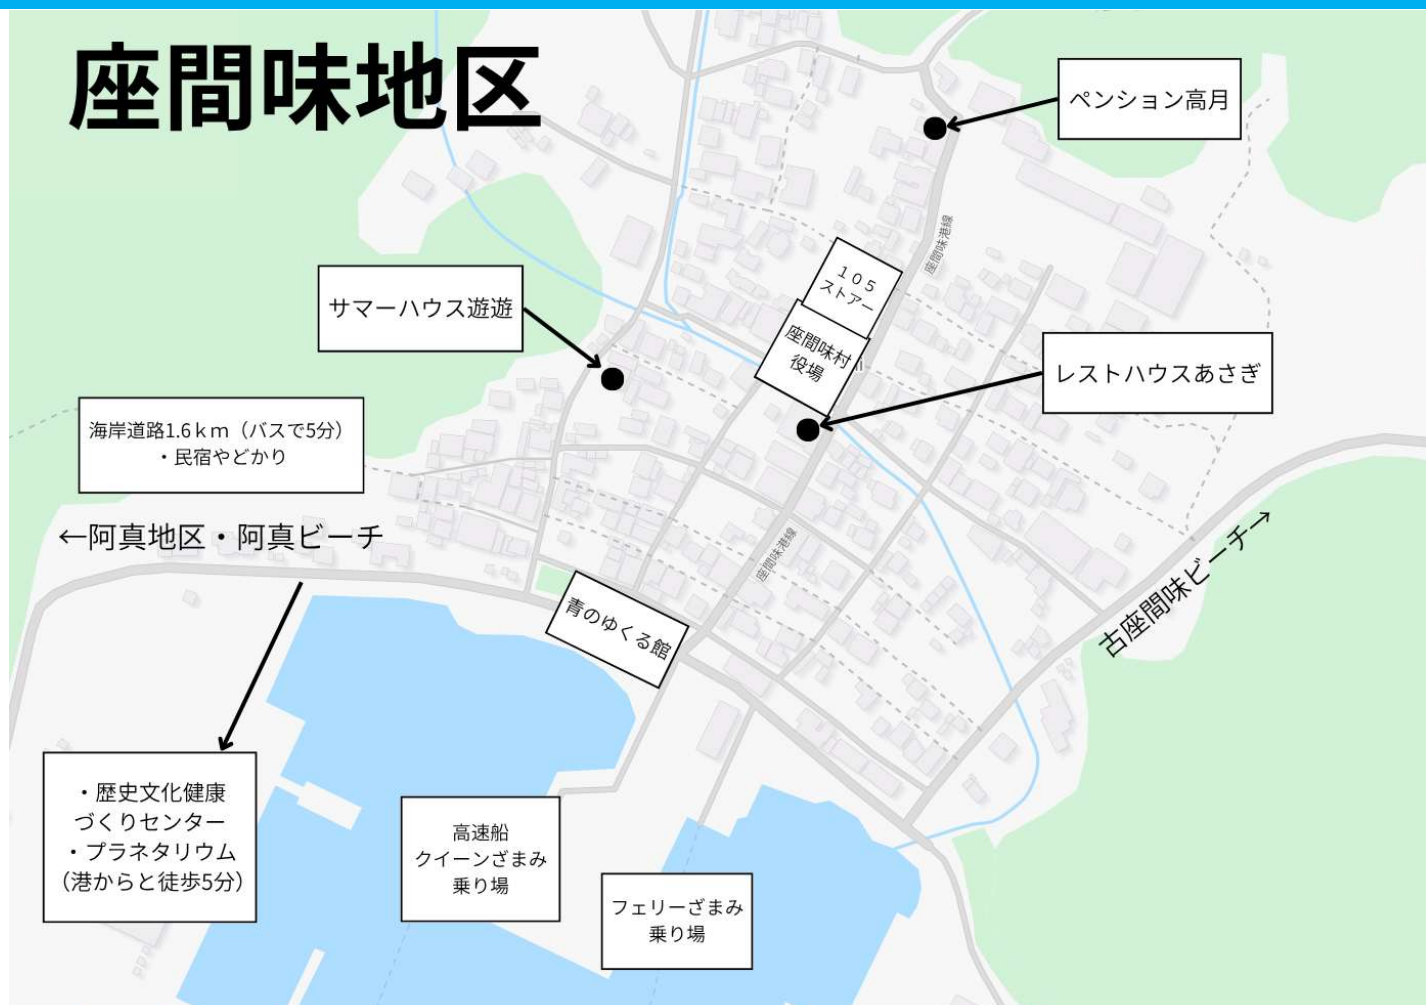 座間味地区
ペンション高月
座間味港線
105
ストアー
サマーハウス遊遊
座間味村
役場
レストハウスあさぎ
海岸道路1.6km（バスで5分）
・民宿やどかり
←阿真地区・阿真ビーチ
座間味港線
古座間味ビーチ→
青のゆくる館
・歴史文化健康
づくりセンター
・プラネタリウム
（港からと徒歩5分）
高速船
クイーンざまみ
乗り場
フェリーざまみ
乗り場